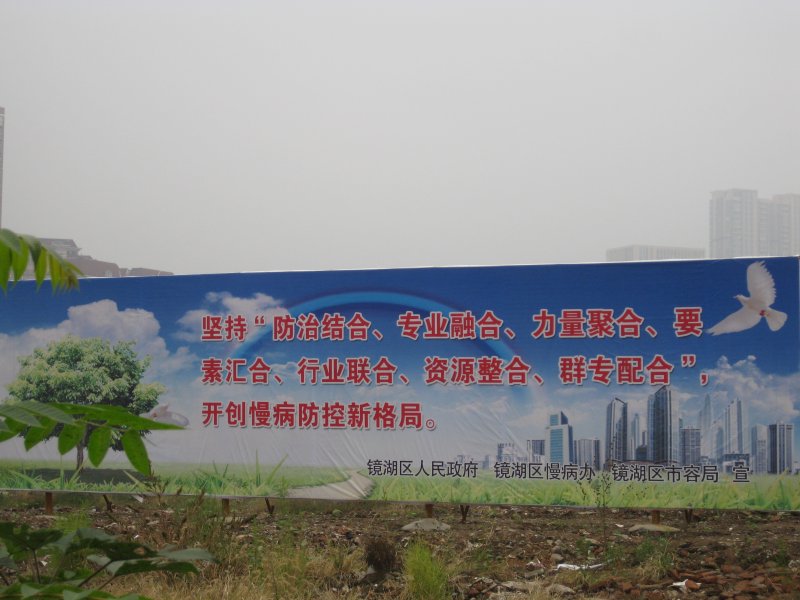 坚持“防治结合、专业融合、力量聚合、要
素汇合、行业联合、资源整合、群专配合”，
开创慢病防控新格局。
镜湖区人民政府 镜湖区慢病办 镜湖区市容局 宣